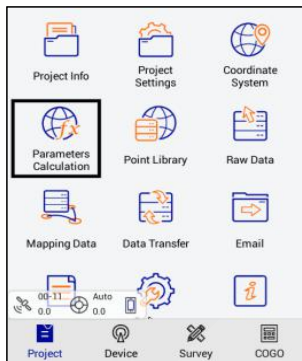 Project Info
Project
Settings
Coordinate
System
fx
Parameters
Calculation
Point Library
Raw Data
Mapping Data
Data Transfer
Email
00-11
0.0
Auto
0.0
Project
Device
Survey
COGO